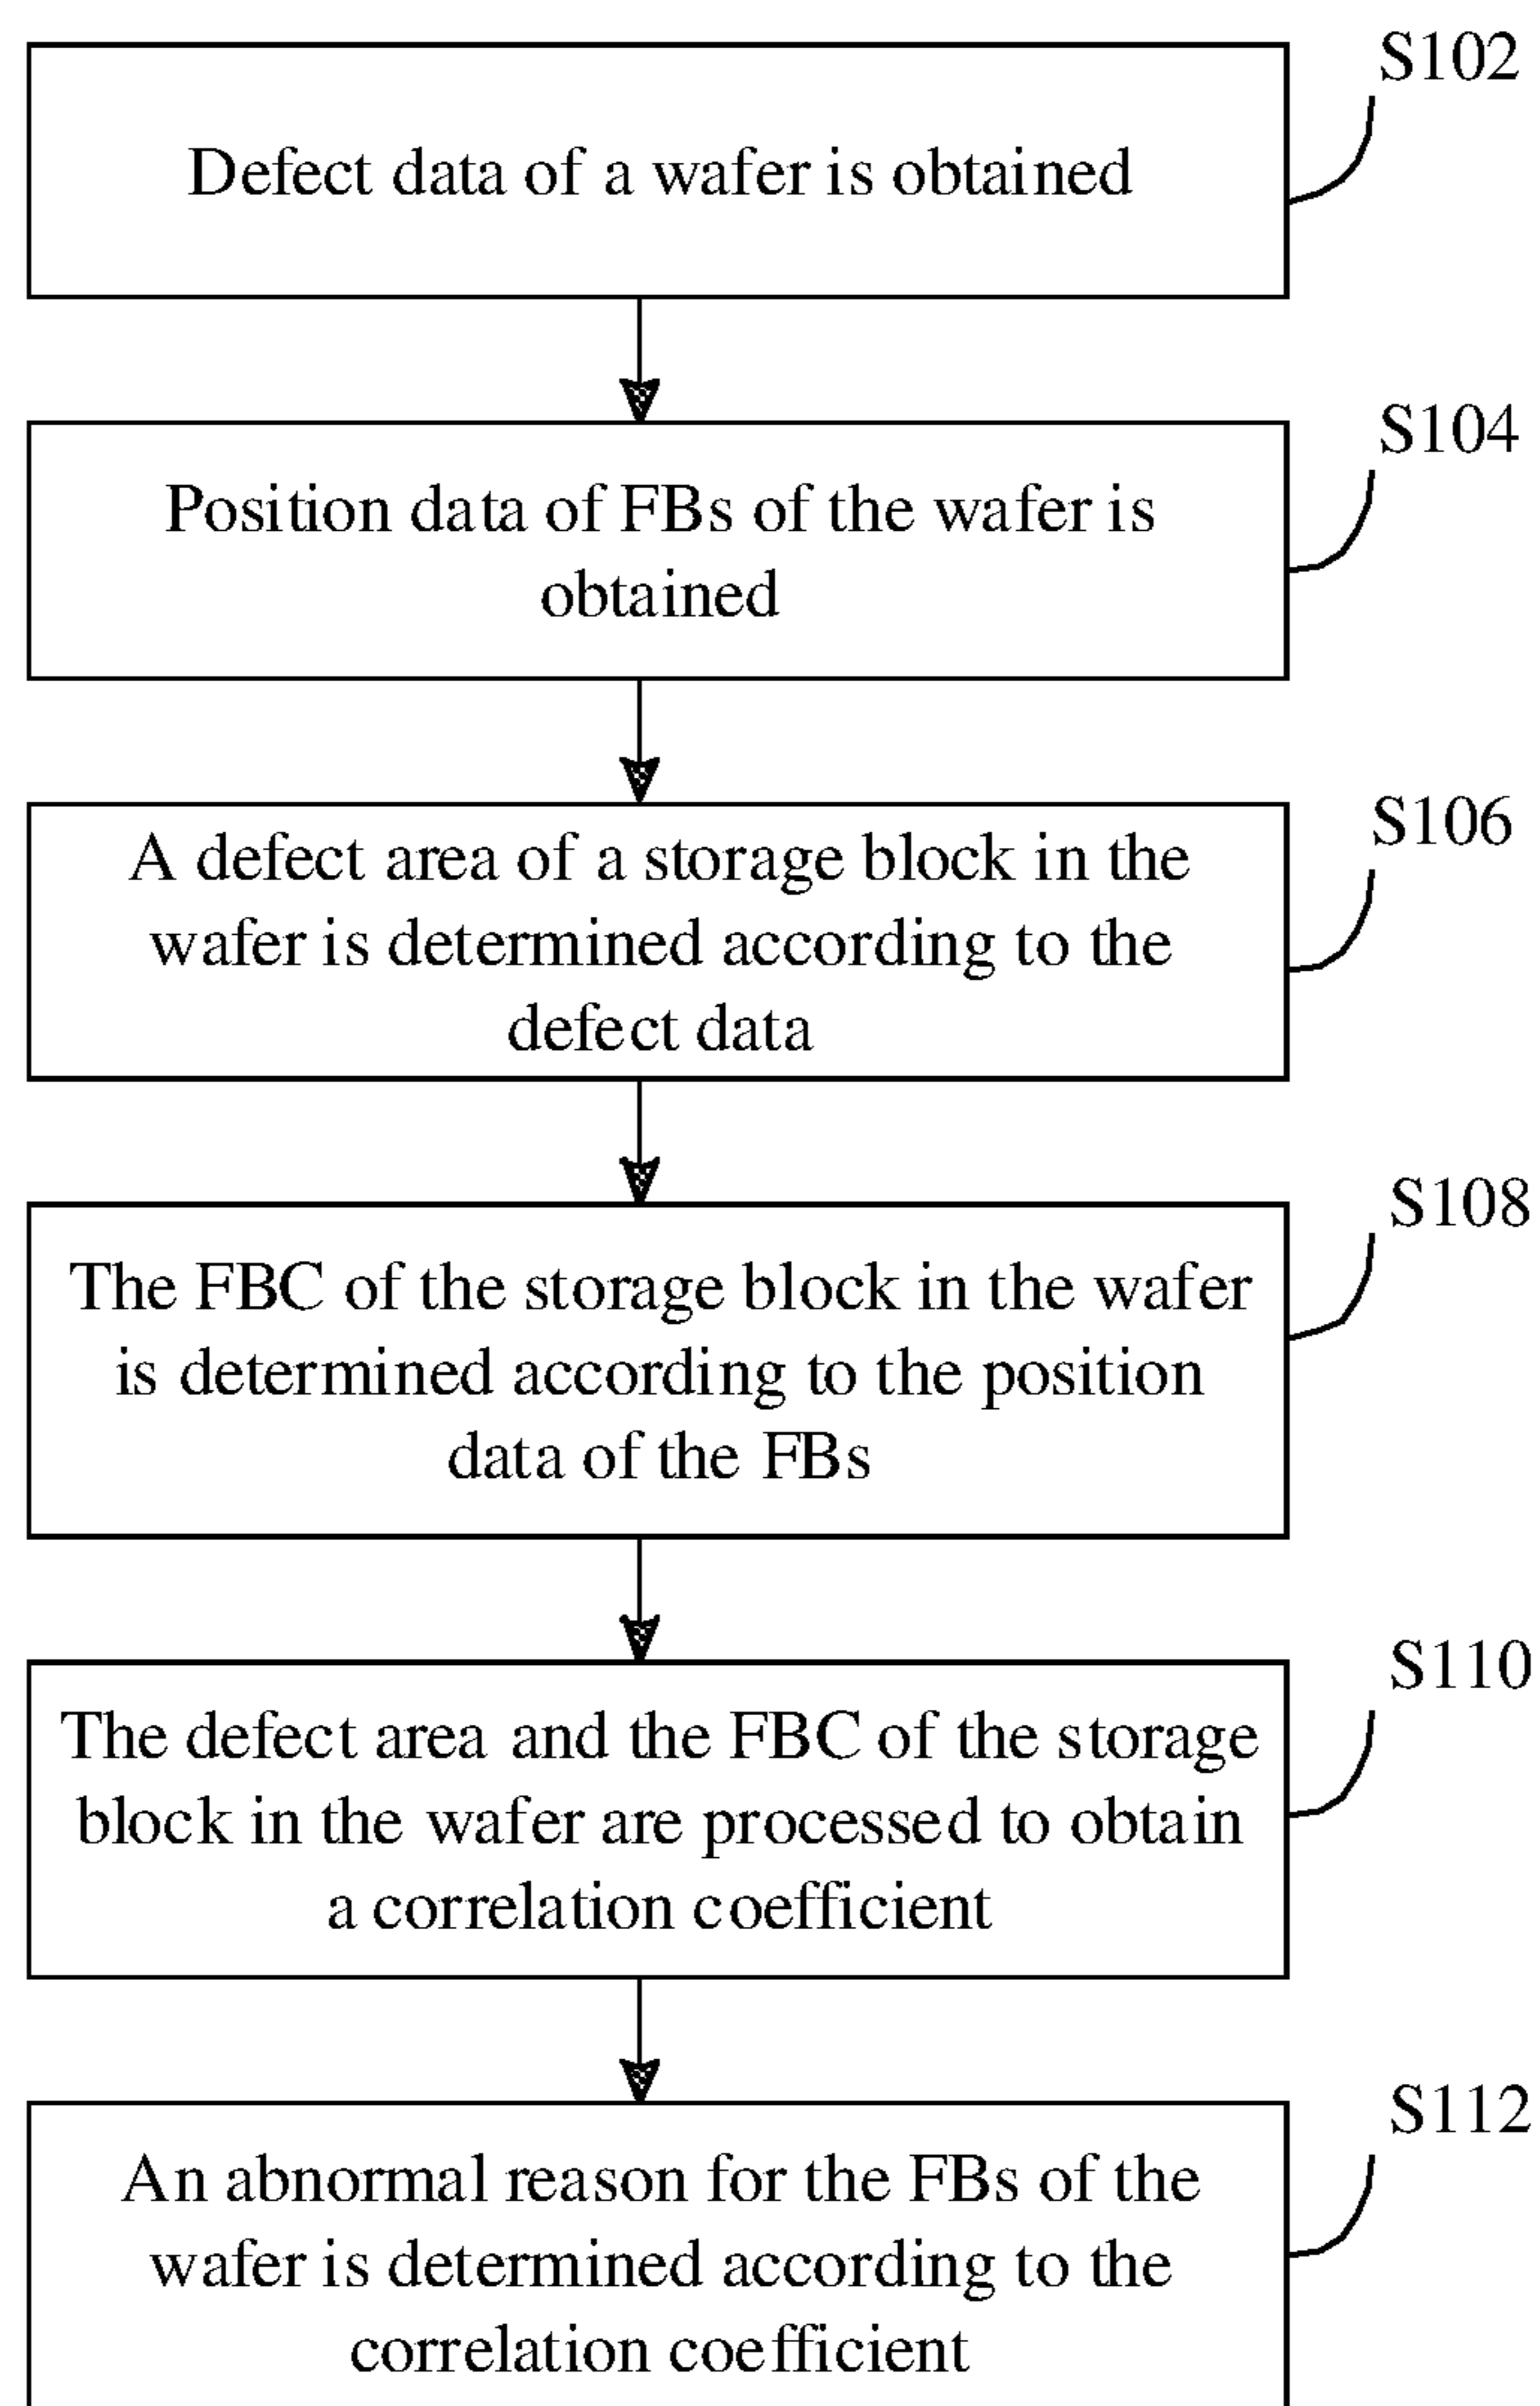 S102
Defect data of a wafer is obtained
S104
Position data of FBs of the wafer is
obtained
S106
A defect area of a storage block in the
wafer is determined according to the
defect data
S108
The FBC of the storage block in the wafer
is determined according to the position
data of the FBs
S110
The defect area and the FBC of the storage
block in the wafer are processed to obtain
a correlation coefficient
S112
An abnormal reason for the FBs of the
wafer is determined according to the
correlation coefficient